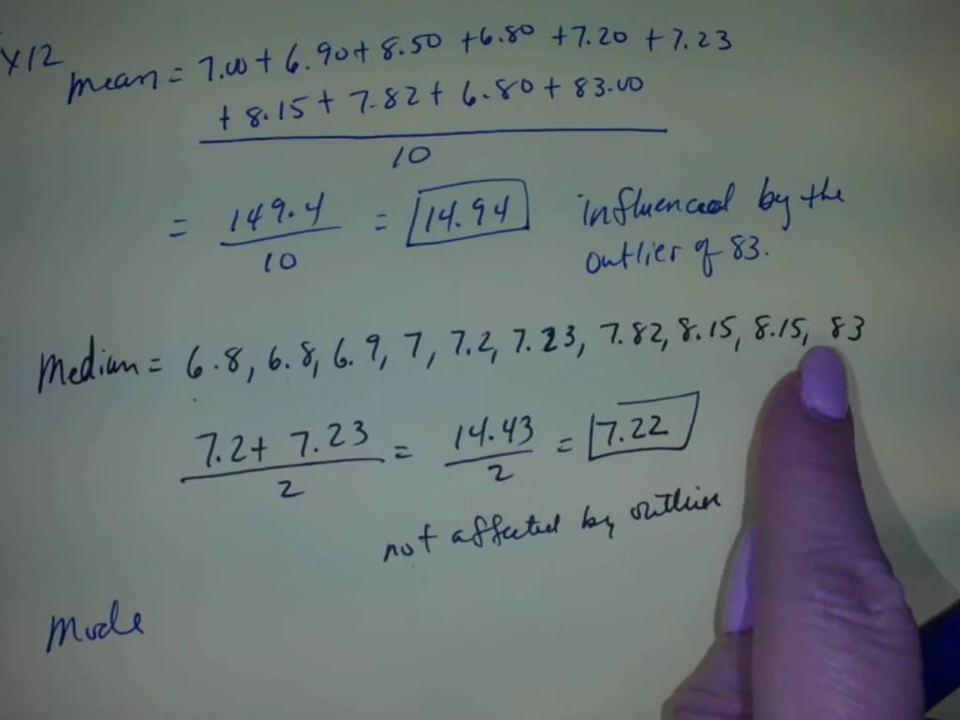 mean = 7.00 + 6.90 + 8.50 + 6.80 + 7.20 + 7.23
+ 8.15 + 7.82 + 6.80 + 83.00
10
= 149.4 / 10 = 14.94 influenced by the
outlier of 83.
Median = 6.8, 6.8, 6.9, 7, 7.2, 7.23, 7.82, 8.15, 8.15, 83
7.2 + 7.23 / 2 = 14.43 / 2 = 7.22
not affected by outlier
Mode